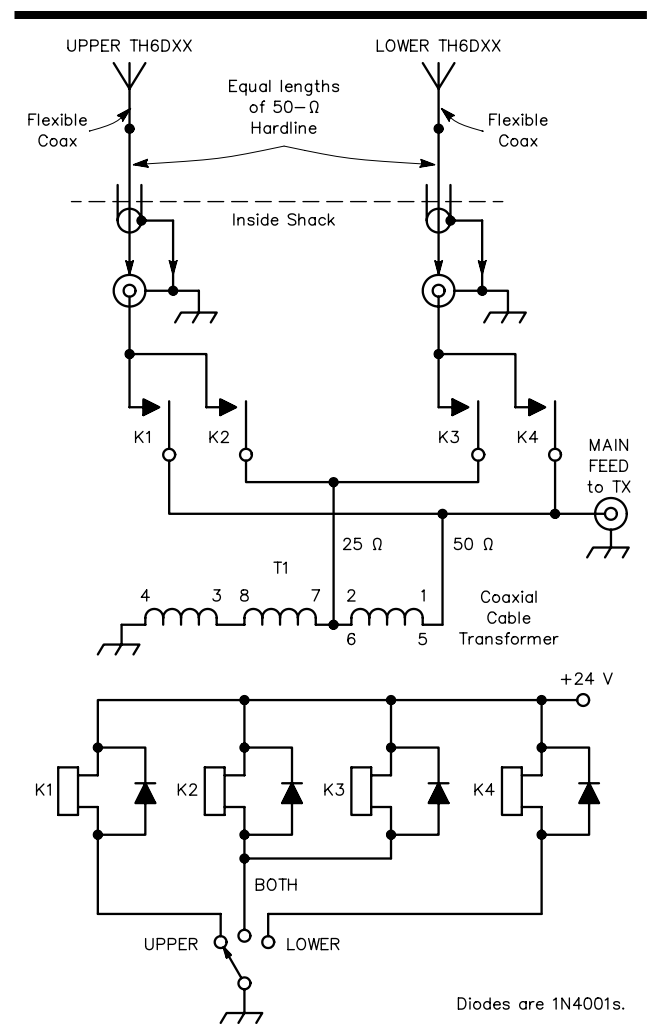 UPPER TH6DXX
LOWER TH6DXX
Equal lengths
of 50–Ω
Hardline
Flexible
Coax
Flexible
Coax
Inside Shack
K1
K2
K3
K4
MAIN
FEED
to TX
25 Ω
50 Ω
T1
4
3
8
7
2
1
6
5
Coaxial
Cable
Transformer
+24 V
K1
K2
K3
K4
BOTH
UPPER
LOWER
Diodes are 1N4001s.